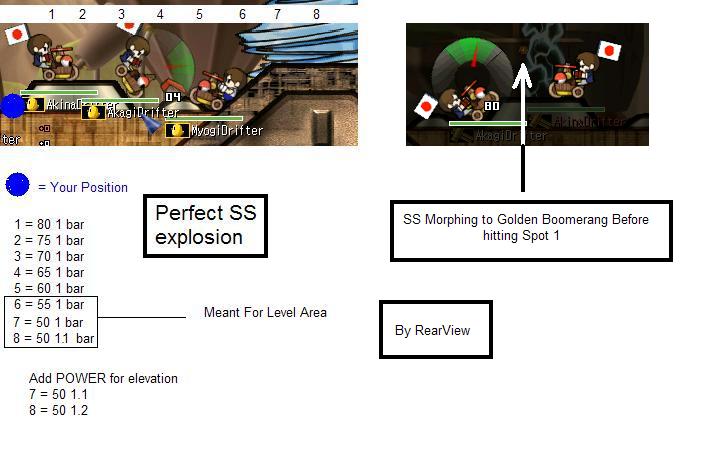 1 2 3 4 5 6 7 8
04
AkinaDrifter
AkagiDrifter
MyogiDrifter
ter
80
AkagiDrifter
AkinaDrifter
= Your Position
Perfect SS
explosion
SS Morphing to Golden Boomerang Before
hitting Spot 1
1 = 80 1 bar
2 = 75 1 bar
3 = 70 1 bar
4 = 65 1 bar
5 = 60 1 bar
6 = 55 1 bar
7 = 50 1 bar
8 = 50 1.1 bar
Meant For Level Area
By RearView
Add POWER for elevation
7 = 50 1.1
8 = 50 1.2